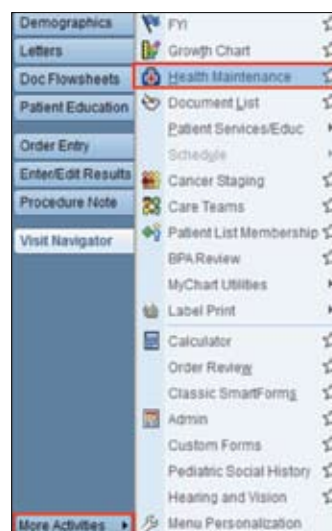 Demographics
Letters
Doc Flowsheets
Patient Education
Order Entry
Enter/Edit Results
Procedure Note
Visit Navigator
More Activities
FYI
Growth Chart
Health Maintenance
Document List
Patient Services/Educ
Schedule
Cancer Staging
Care Teams
Patient List Membership
BPA Review
MyChart Utilities
Label Print
Calculator
Order Review
Classic SmartForms
Admin
Custom Forms
Pediatric Social History
Hearing and Vision
Menu Personalization